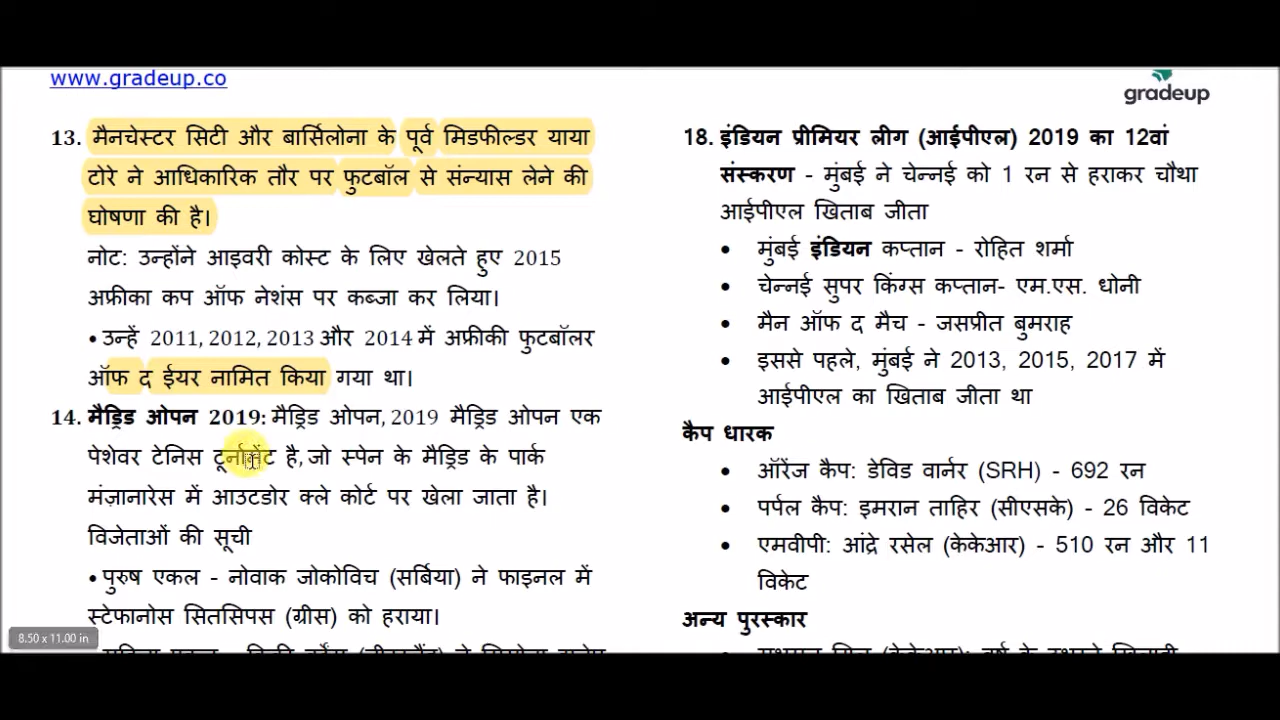 www.gradeup.co
gradeup
13. मैनचेस्टर सिटी और बार्सिलोना के पूर्व मिडफील्डर याया
टोरे ने आधिकारिक तौर पर फुटबॉल से संन्यास लेने की
घोषणा की है।
नोट: उन्होंने आइवरी कोस्ट के लिए खेलते हुए 2015
अफ्रीका कप ऑफ नेशंस पर कब्जा कर लिया।
• उन्हें 2011, 2012, 2013 और 2014 में अफ्रीकी फुटबॉलर
ऑफ द ईयर नामित किया गया था।
14. मैड्रिड ओपन 2019: मैड्रिड ओपन, 2019 मैड्रिड ओपन एक
पेशेवर टेनिस टूर्नामेंट है, जो स्पेन के मैड्रिड के पार्क
मंज़ानारेस में आउटडोर क्ले कोर्ट पर खेला जाता है।
विजेताओं की सूची
• पुरुष एकल - नोवाक जोकोविच (सर्बिया) ने फाइनल में
स्टेफानोस सितसिपस (ग्रीस) को हराया।
8.50 x 11.00 in
18. इंडियन प्रीमियर लीग (आईपीएल) 2019 का 12वां
संस्करण - मुंबई ने चेन्नई को 1 रन से हराकर चौथा
आईपीएल खिताब जीता
• मुंबई इंडियन कप्तान - रोहित शर्मा
• चेन्नई सुपर किंग्स कप्तान- एम.एस. धोनी
• मैन ऑफ द मैच - जसप्रीत बुमराह
• इससे पहले, मुंबई ने 2013, 2015, 2017 में
आईपीएल का खिताब जीता था
कैप धारक
• ऑरेंज कैप: डेविड वार्नर (SRH) - 692 रन
• पर्पल कैप: इमरान ताहिर (सीएसके) - 26 विकेट
• एमवीपी: आंद्रे रसेल (केकेआर) - 510 रन और 11
विकेट
अन्य पुरस्कार